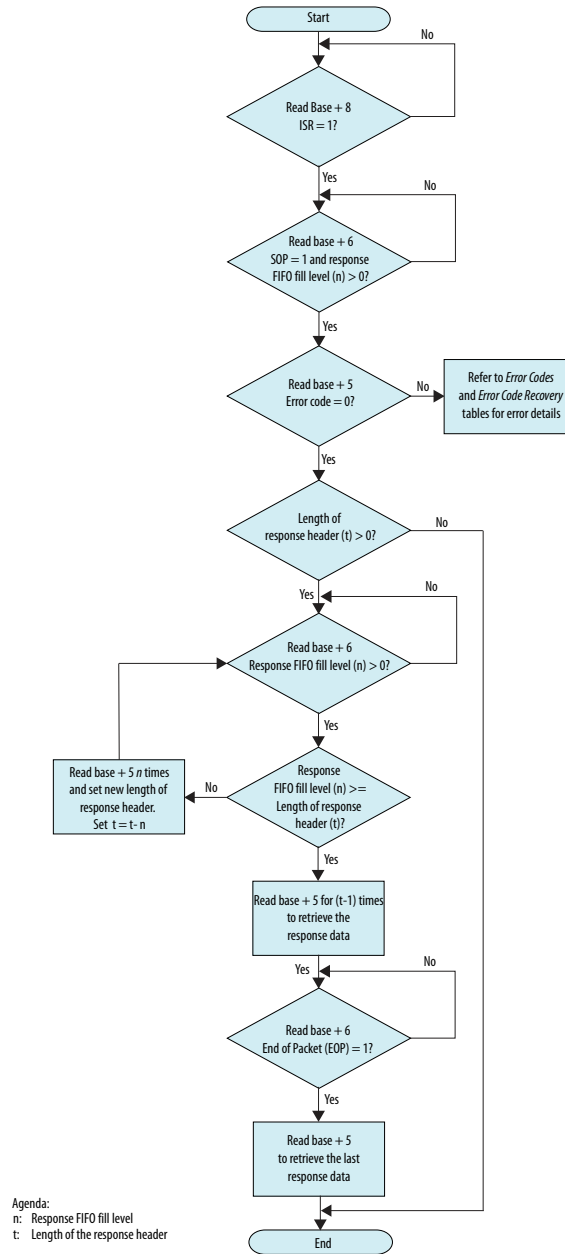 Start
No
Read Base + 8
ISR = 1?
Yes
No
Read base + 6
SOP = 1 and response
FIFO fill level (n) > 0?
Yes
Read base + 5
Error code = 0?
No
Refer to Error Codes
and Error Code Recovery
tables for error details
Yes
Length of
response header (t) > 0?
No
Yes
No
Read base + 6
Response FIFO fill level (n) > 0?
Yes
Read base + 5 n times
and set new length of
response header.
Set t = t- n
No
Response
FIFO fill level (n) >=
Length of response
header (t)?
Yes
Read base + 5 for (t-1) times
to retrieve the
response data
Yes
No
Read base + 6
End of Packet (EOP) = 1?
Yes
Read base + 5
to retrieve the last
response data
Agenda:
n: Response FIFO fill level
t: Length of the response header
End